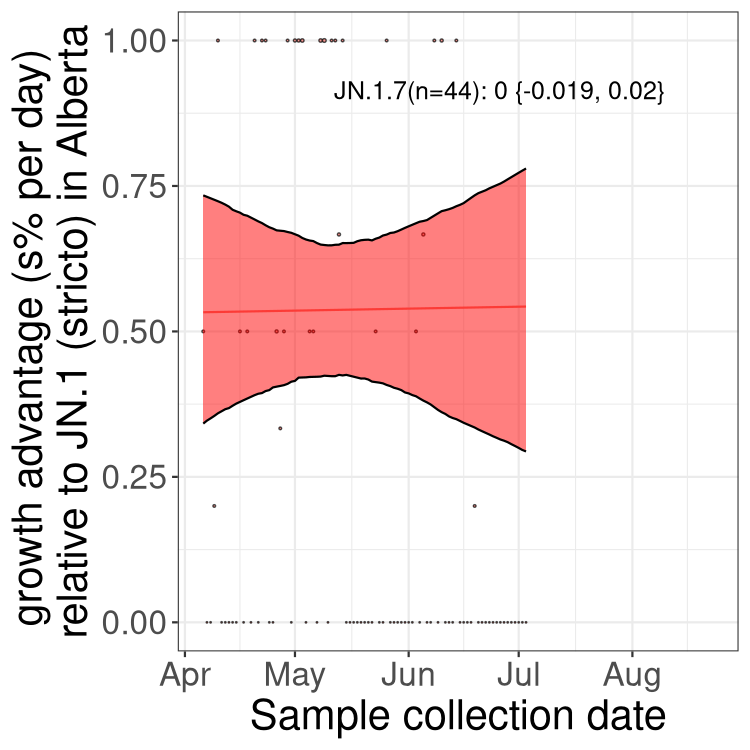 growth advantage (s% per day)
relative to JN.1 (stricto) in Alberta
1.00
0.75
0.50
0.25
0.00
JN.1.7(n=44): 0 {-0.019, 0.02}
Apr May Jun Jul Aug
Sample collection date